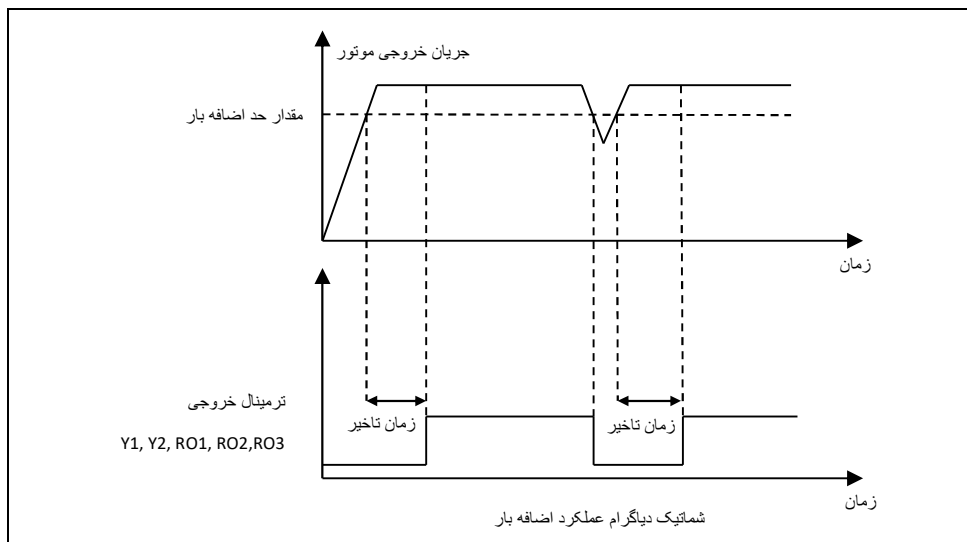 جریان خروجی موتور
مقدار حد اضافه بار
زمان
ترمینال خروجی
زمان تاخیر
زمان تاخیر
Y1, Y2, RO1, RO2,RO3
زمان
شماتیک دیاگرام عملکرد اضافه بار